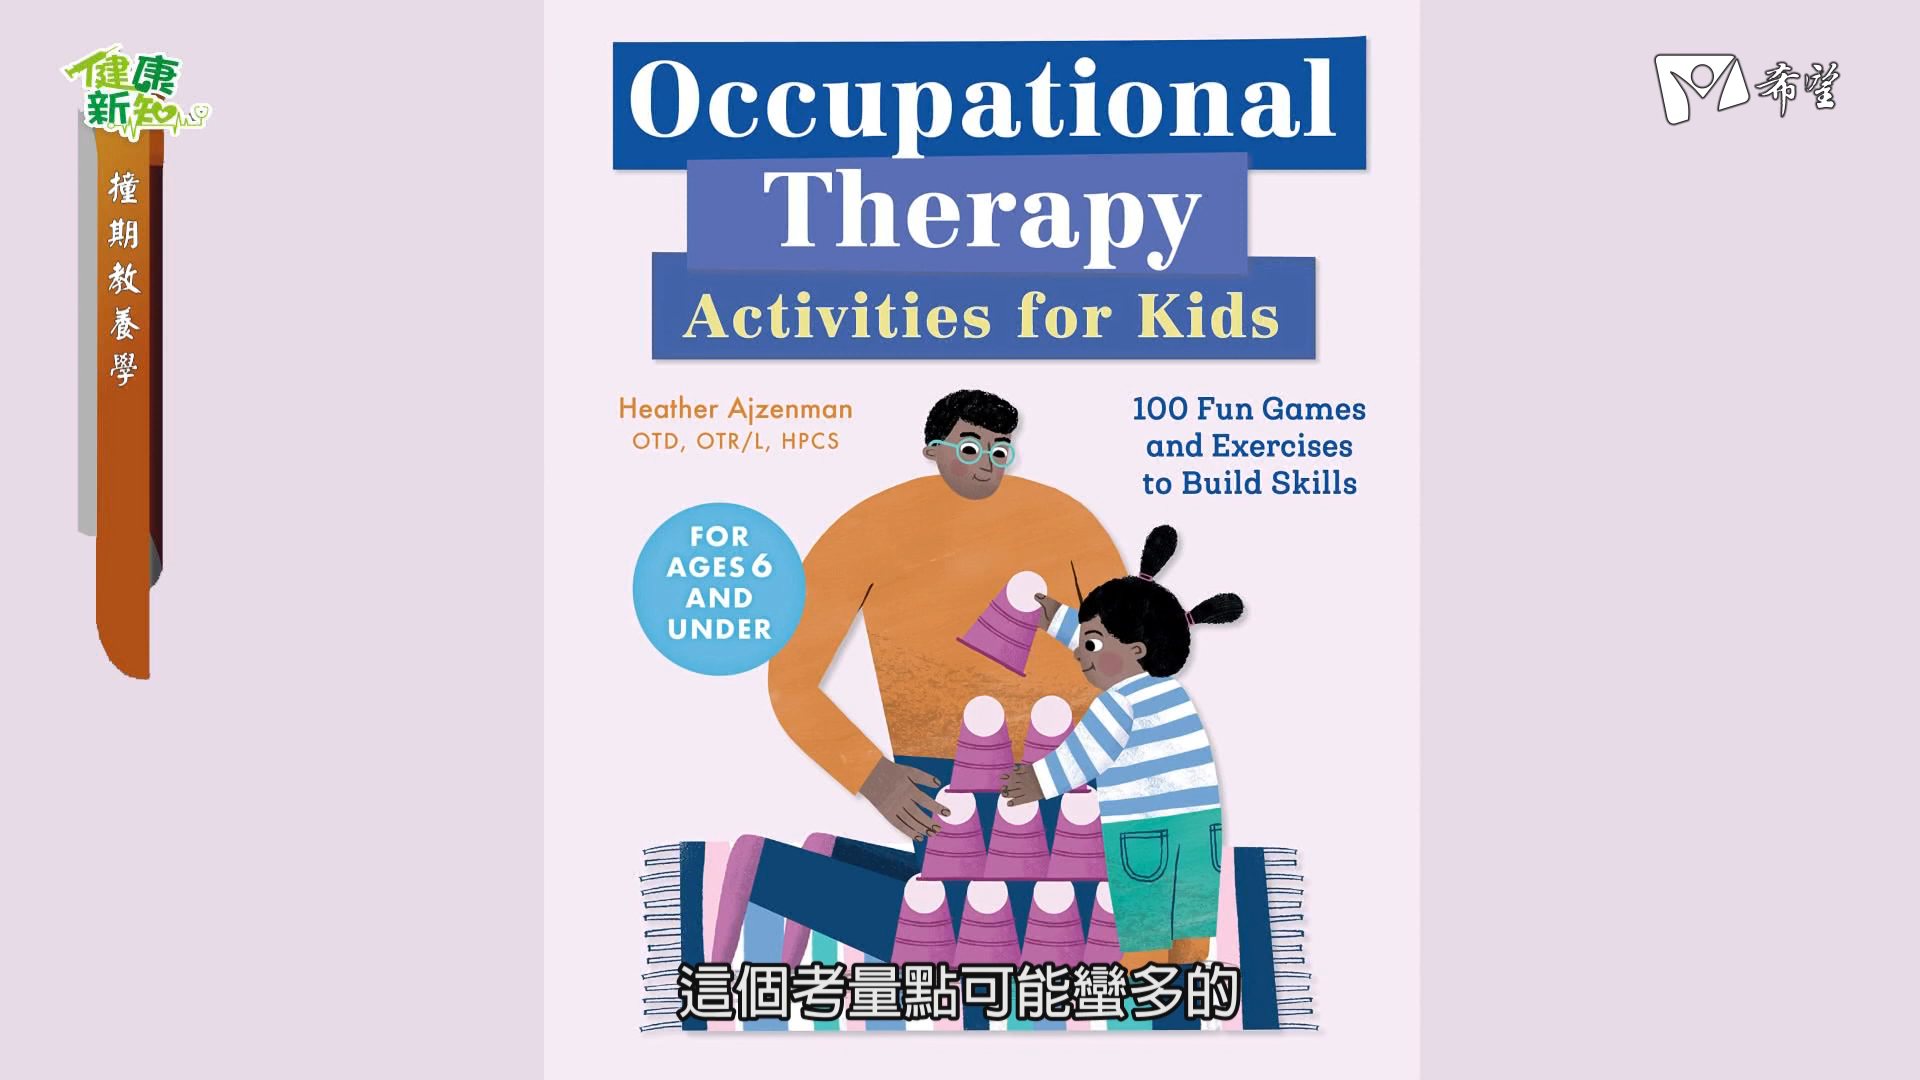 健康
新知
撞期教養學
希望
Occupational
Therapy
Activities for Kids
Heather Ajzenman
OTD, OTR/L, HPCS
100 Fun Games
and Exercises
to Build Skills
FOR
AGES 6
AND
UNDER
這個考量點可能蠻多的